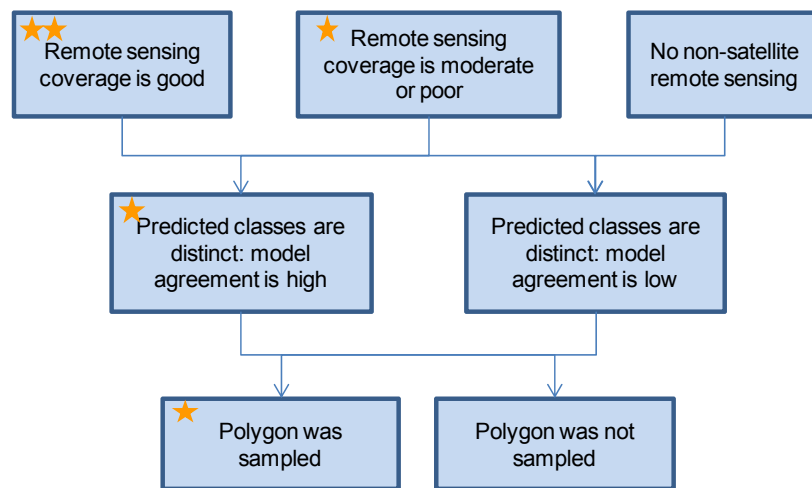 Remote sensing
coverage is good
Remote sensing
coverage is moderate
or poor
No non-satellite
remote sensing
Predicted classes are
distinct: model
agreement is high
Predicted classes are
distinct: model
agreement is low
Polygon was
sampled
Polygon was not
sampled